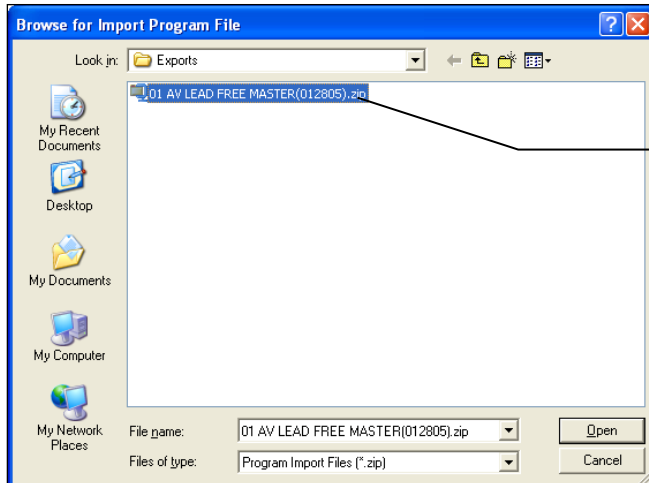 Browse for Import Program File
Look in:
Exports
01 AV LEAD FREE MASTER(012805).zip
My Recent
Documents
Desktop
My Documents
My Computer
My Network
Places
File name:
01 AV LEAD FREE MASTER(012805).zip
Open
Files of type:
Program Import Files (*.zip)
Cancel